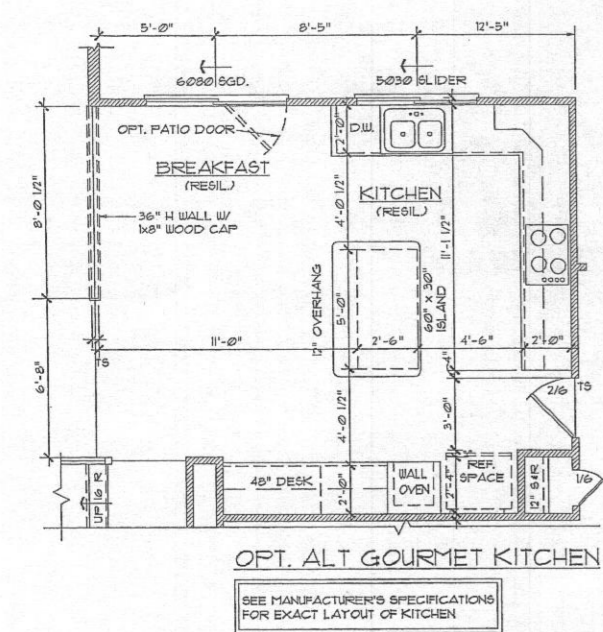 5'-0"
8'-5"
12'-5"
6080 SGD.
5030 SLIDER
OPT. PATIO DOOR
D.W.
2'-0"
BREAKFAST
(RESIL.)
KITCHEN
(RESIL.)
8'-0 1/2"
36" H WALL W/
1x8" WOOD CAP
4'-0 1/2"
11'-1 1/2"
12" OVERHANG
5'-0"
60" x 30"
ISLAND
11'-0"
2'-6"
4'-6"
2'-0"
6'-8"
TS
4"
2/6
TS
4'-0 1/2"
3'-0"
UP 16 R
48" DESK
2'-0"
WALL
OVEN
REF.
SPACE
2'-4"
12" S&R
1/6
OPT. ALT GOURMET KITCHEN
SEE MANUFACTURER'S SPECIFICATIONS
FOR EXACT LAYOUT OF KITCHEN